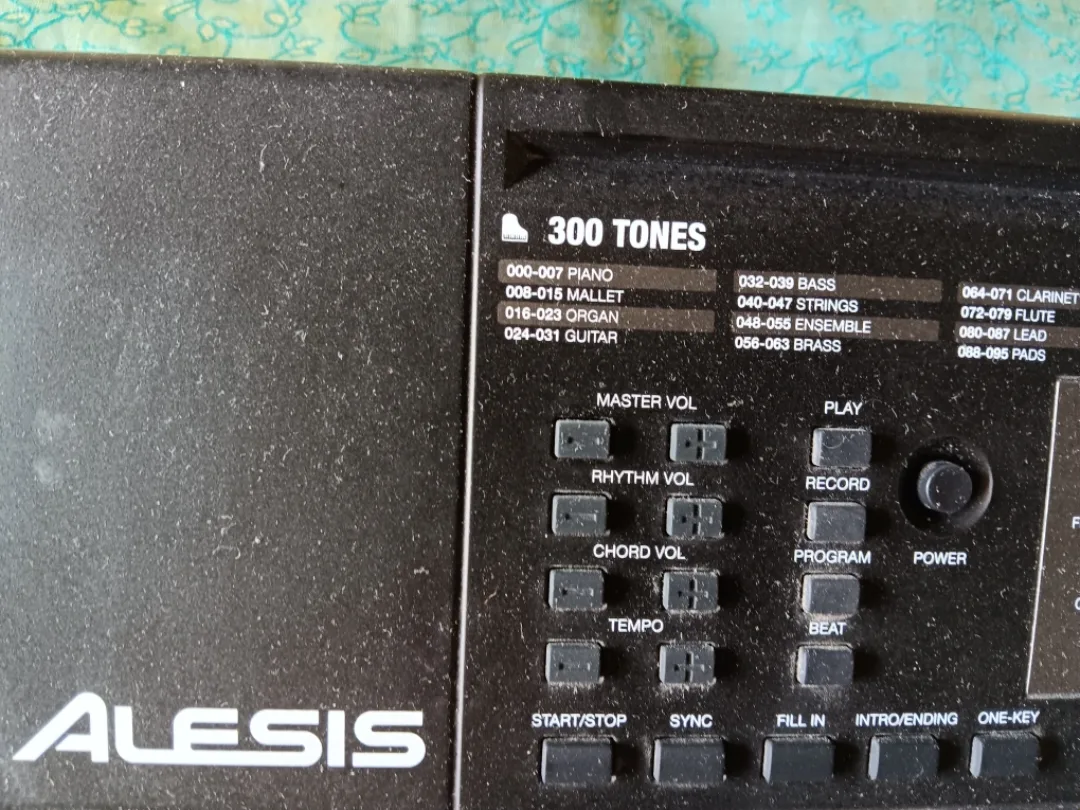 300 TONES
000-007 PIANO
008-015 MALLET
016-023 ORGAN
024-031 GUITAR
032-039 BASS
040-047 STRINGS
048-055 ENSEMBLE
056-063 BRASS
064-071 CLARINET
072-079 FLUTE
080-087 LEAD
088-095 PADS
MASTER VOL
- +
RHYTHM VOL
- +
CHORD VOL
- +
TEMPO
- +
PLAY
RECORD
PROGRAM
BEAT
POWER
START/STOP
SYNC
FILL IN
INTRO/ENDING
ONE-KEY
ALESIS